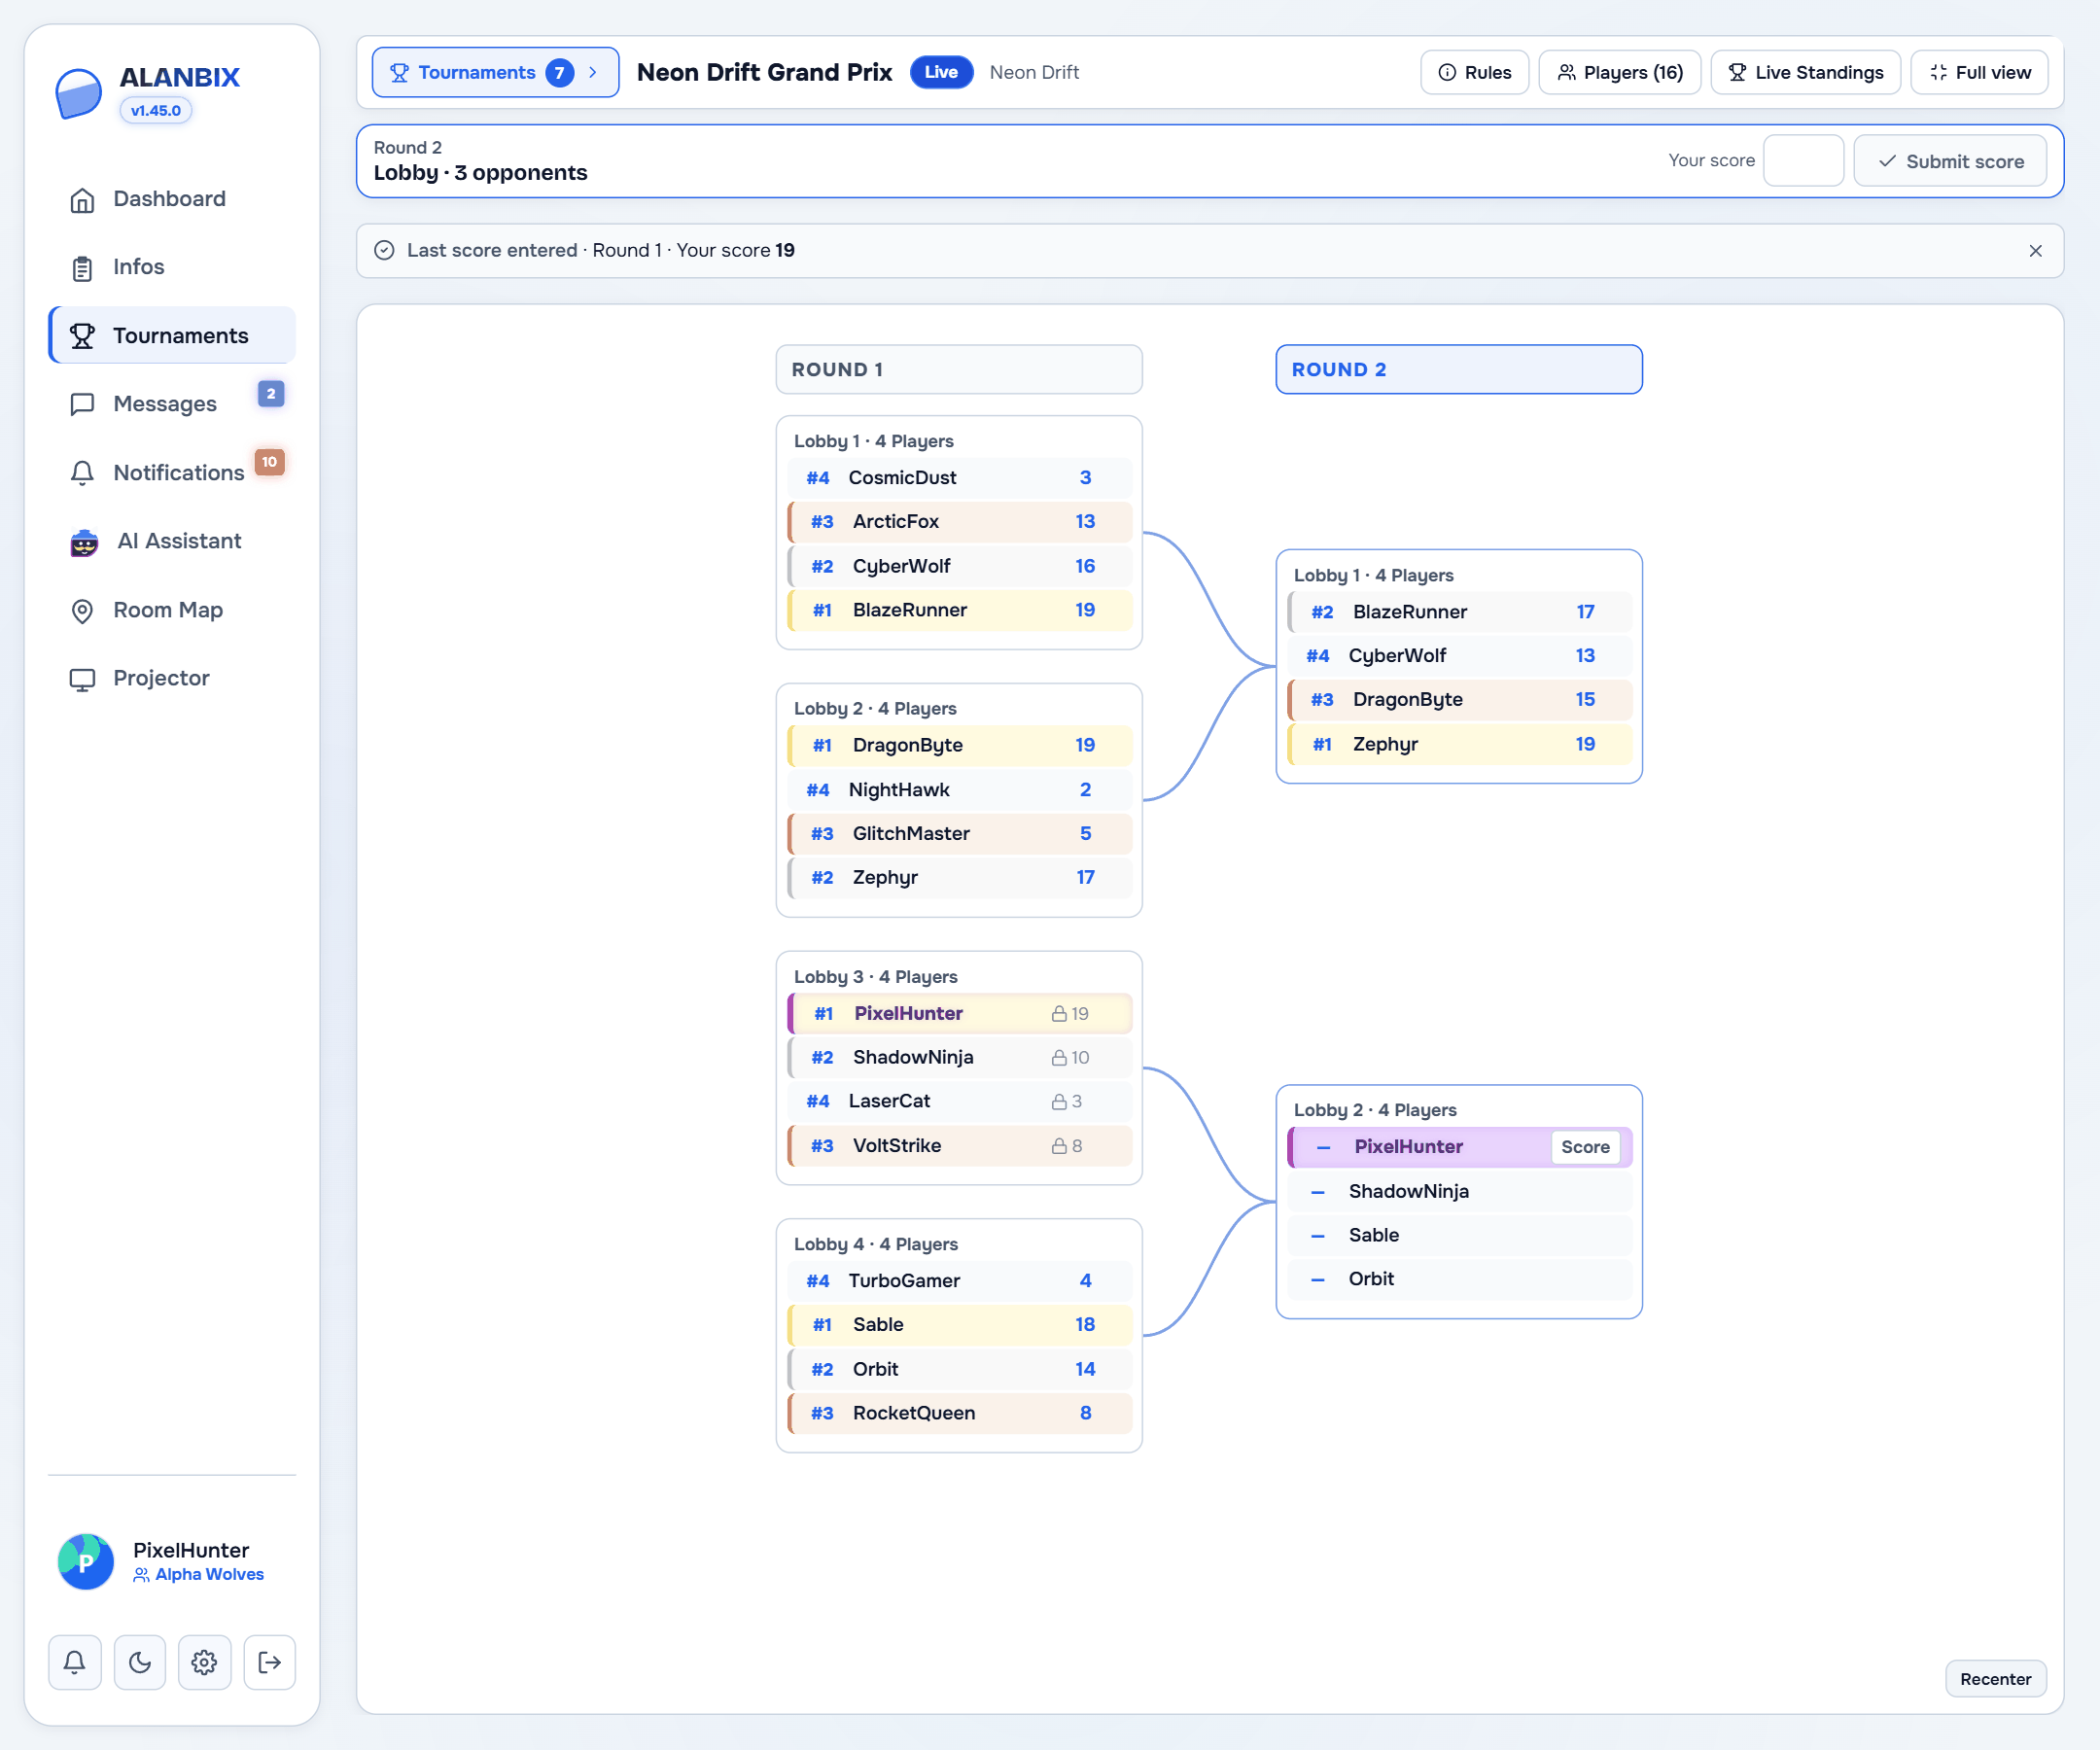 ALANBIX
v1.45.0
Dashboard
Infos
Tournaments
Messages 2
Notifications 10
AI Assistant
Room Map
Projector
P
PixelHunter
Alpha Wolves
Tournaments 7
Neon Drift Grand Prix
Live
Neon Drift
Rules
Players (16)
Live Standings
Full view
Round 2
Lobby · 3 opponents
Your score
Submit score
Last score entered · Round 1 · Your score 19
ROUND 1
Lobby 1 · 4 Players
#4 CosmicDust 3
#3 ArcticFox 13
#2 CyberWolf 16
#1 BlazeRunner 19
Lobby 2 · 4 Players
#1 DragonByte 19
#4 NightHawk 2
#3 GlitchMaster 5
#2 Zephyr 17
Lobby 3 · 4 Players
#1 PixelHunter 19
#2 ShadowNinja 10
#4 LaserCat 3
#3 VoltStrike 8
Lobby 4 · 4 Players
#4 TurboGamer 4
#1 Sable 18
#2 Orbit 14
#3 RocketQueen 8
ROUND 2
Lobby 1 · 4 Players
#2 BlazeRunner 17
#4 CyberWolf 13
#3 DragonByte 15
#1 Zephyr 19
Lobby 2 · 4 Players
– PixelHunter Score
– ShadowNinja
– Sable
– Orbit
Recenter